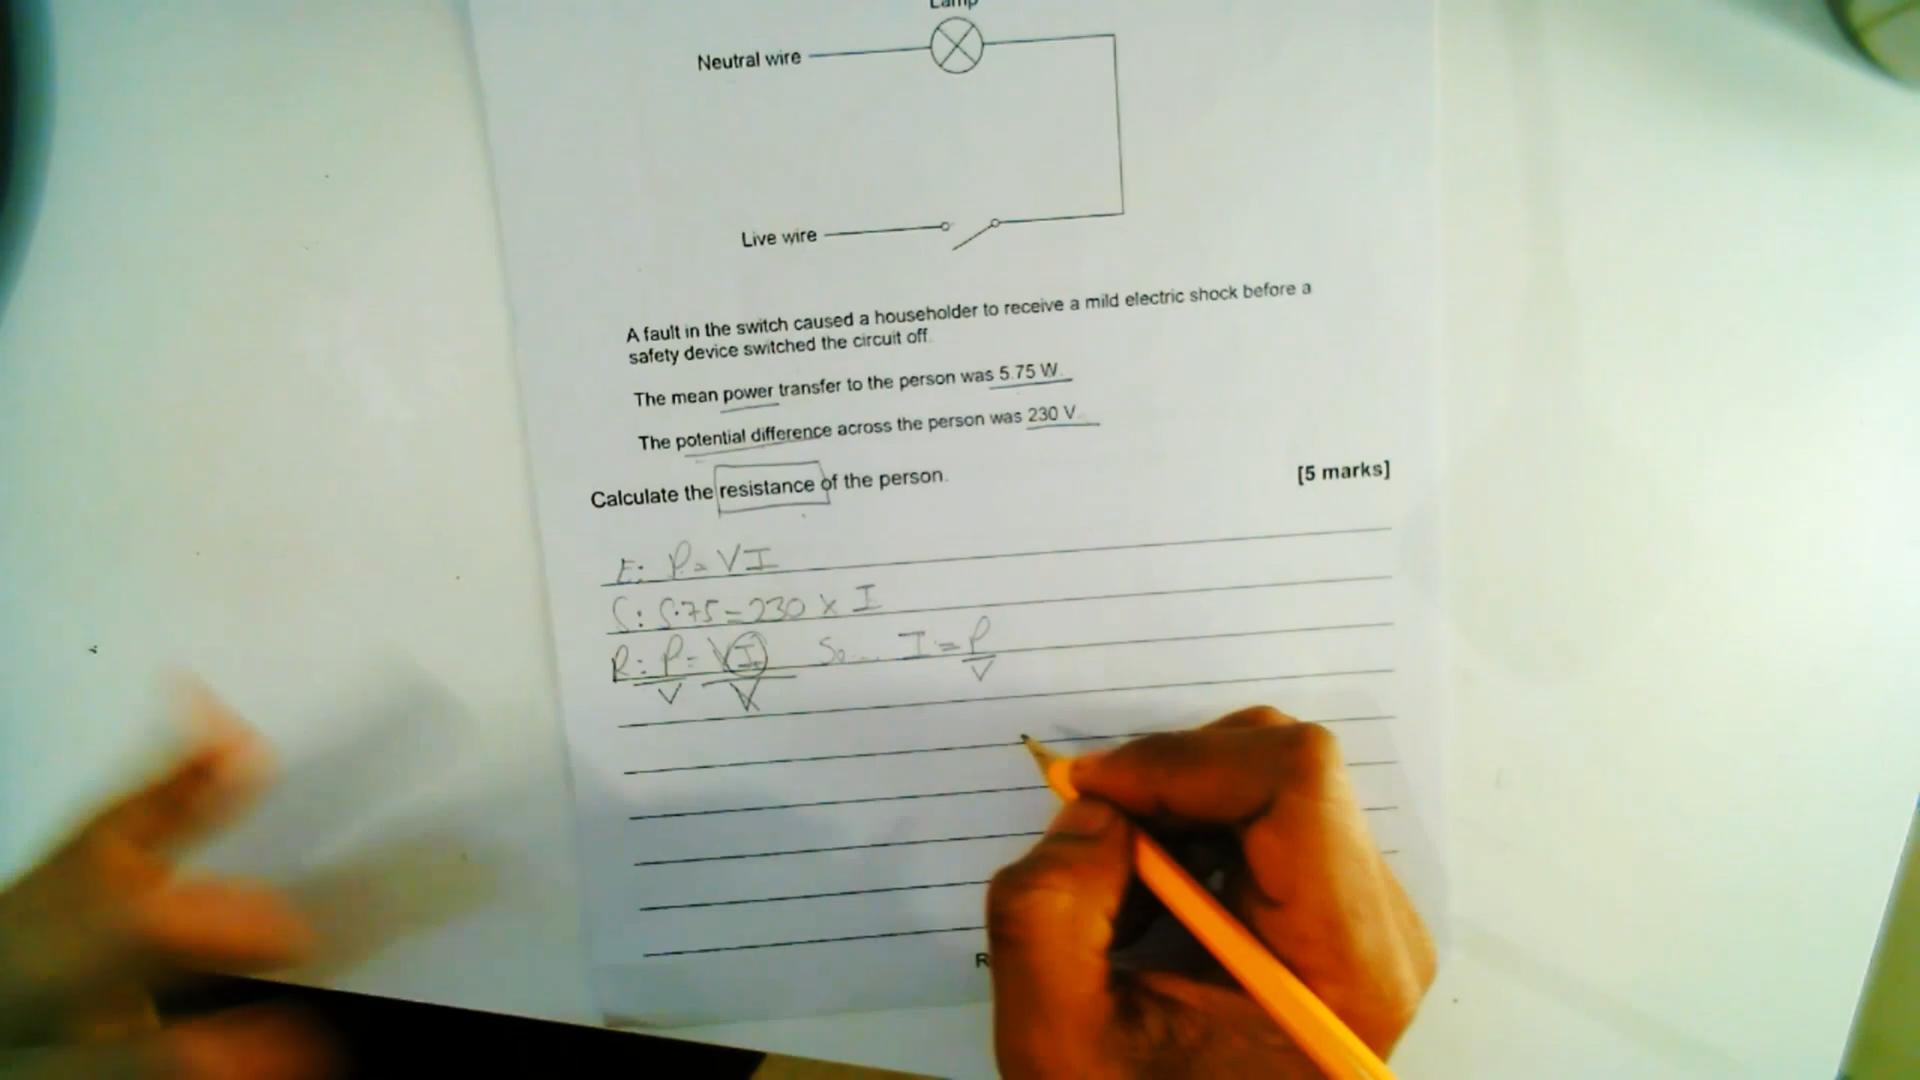 Lamp
Neutral wire
Live wire
A fault in the switch caused a householder to receive a mild electric shock before a
safety device switched the circuit off.
The mean power transfer to the person was 5.75 W.
The potential difference across the person was 230 V.
Calculate the resistance of the person.
[5 marks]
E: P = VI
S: 5.75 = 230 × I
R: P = VI So... I = P
V V V
R